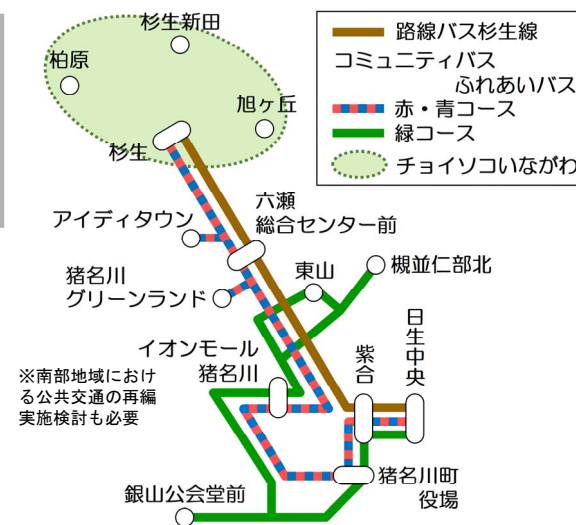 杉生新田
柏原
旭ヶ丘
杉生
路線バス杉生線
コミュニティバス
ふれあいバス
赤・青コース
緑コース
チョイソコいながわ
アイディタウン
六瀬
総合センター前
猪名川
グリーンランド
東山
槻並仁部北
イオンモール
猪名川
紫合
日生中央
※南部地域におけ
る公共交通の再編
実施検討も必要
猪名川町
役場
銀山公会堂前